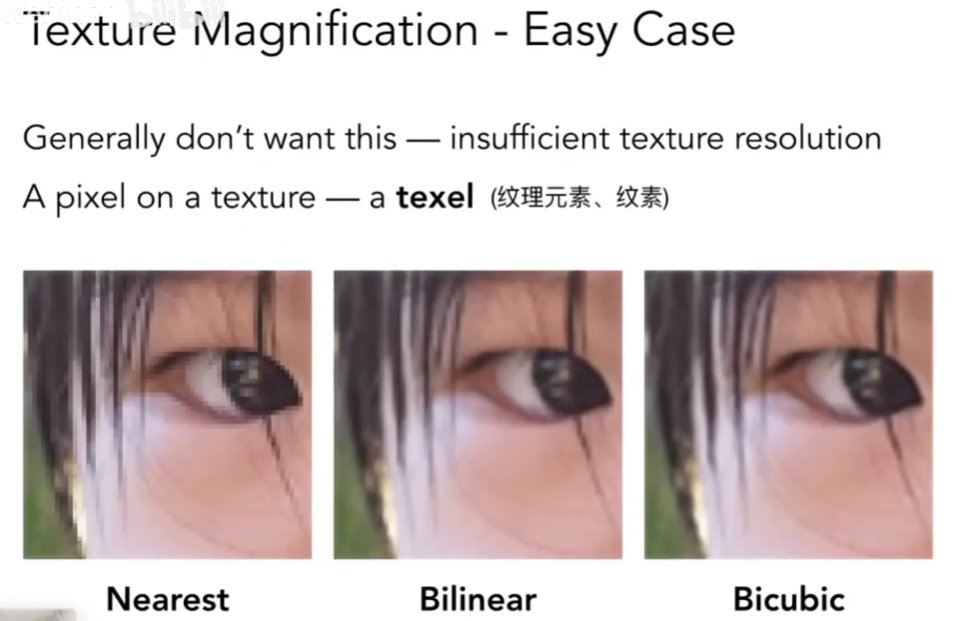 Texture Magnification - Easy Case
Generally don't want this — insufficient texture resolution
A pixel on a texture — a texel (纹理元素、纹素)
Nearest
Bilinear
Bicubic